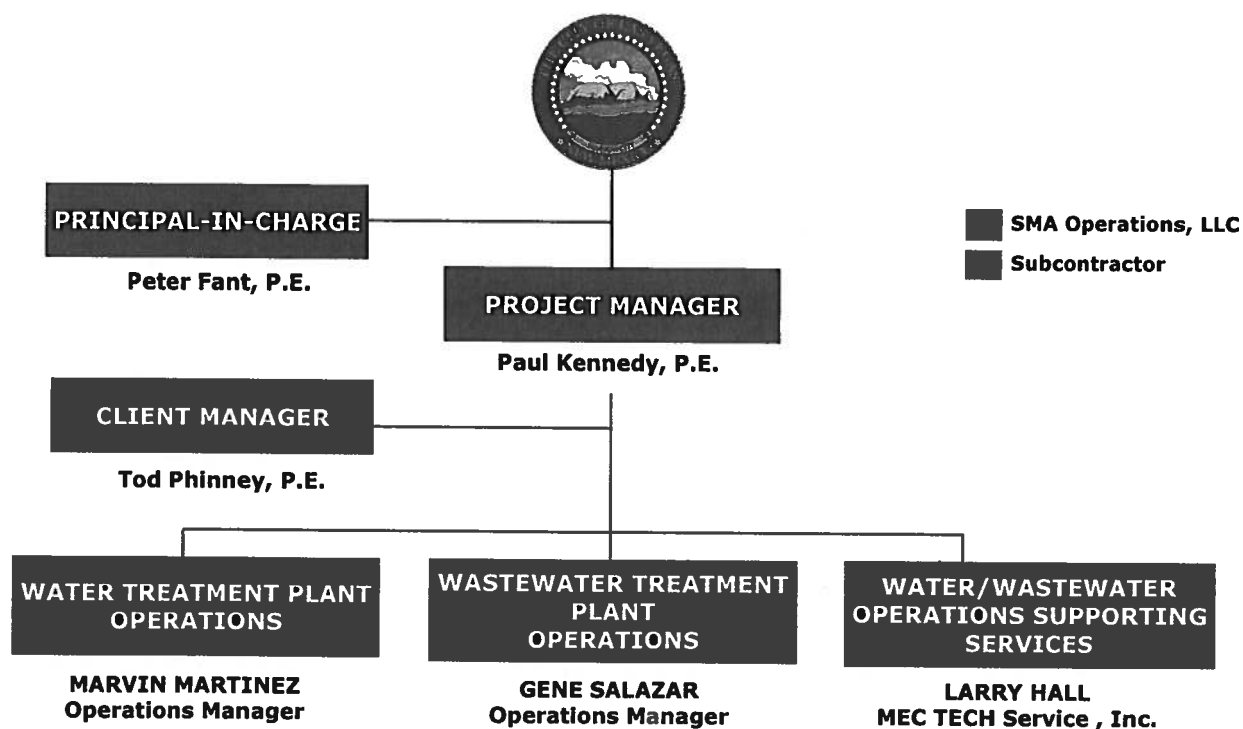 PRINCIPAL-IN-CHARGE
Peter Fant, P.E.
SMA Operations, LLC
Subcontractor
PROJECT MANAGER
Paul Kennedy, P.E.
CLIENT MANAGER
Tod Phinney, P.E.
WATER TREATMENT PLANT
OPERATIONS
MARVIN MARTINEZ
Operations Manager
WASTEWATER TREATMENT
PLANT
OPERATIONS
GENE SALAZAR
Operations Manager
WATER/WASTEWATER
OPERATIONS SUPPORTING
SERVICES
LARRY HALL
MEC TECH Service , Inc.